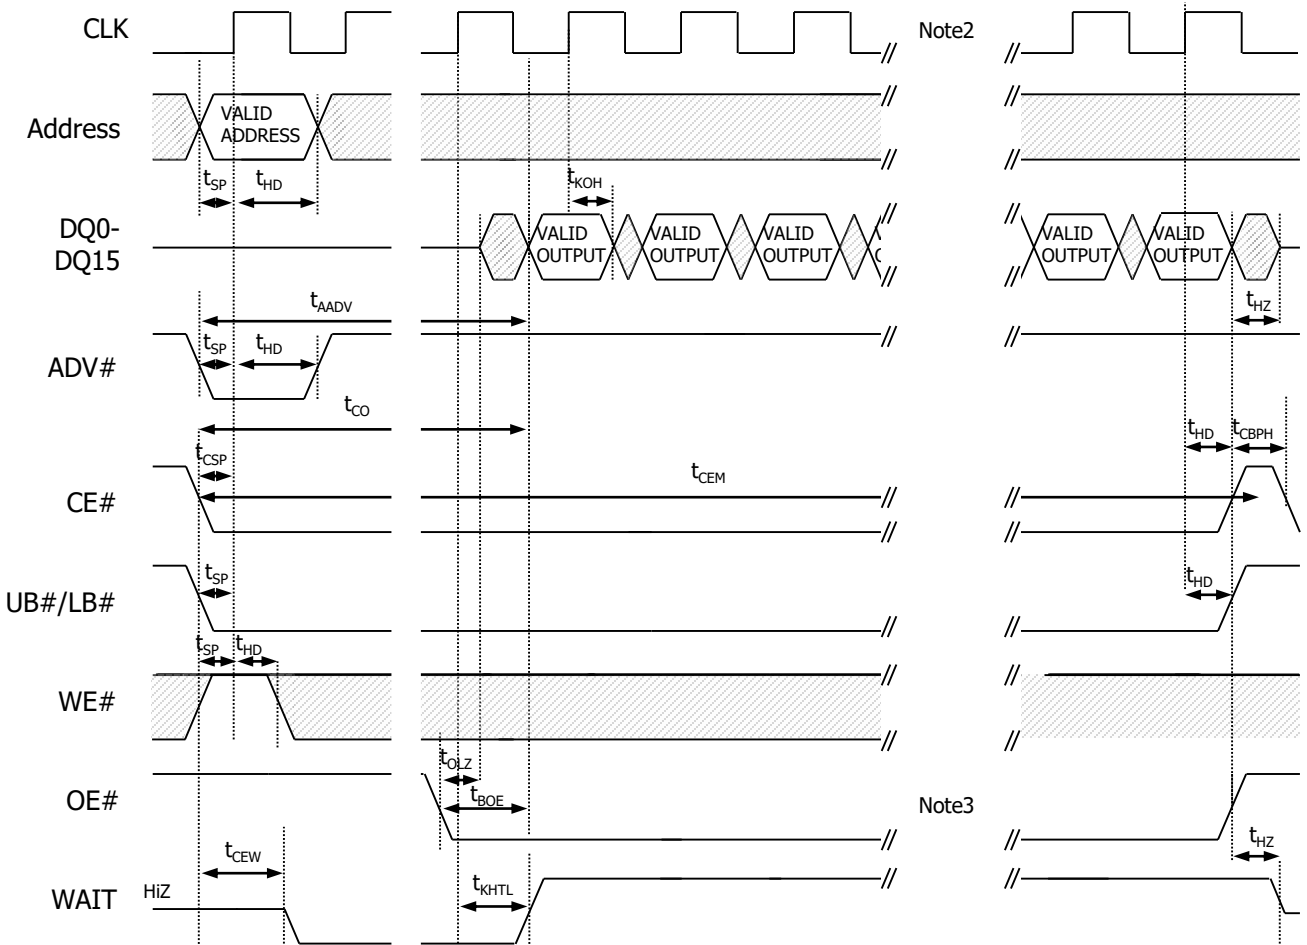 CLK
Note2
Address
VALID
ADDRESS
tSP
tHD
tKOH
DQ0-
DQ15
VALID
OUTPUT
VALID
OUTPUT
VALID
OUTPUT
VALID
OUTPUT
VALID
OUTPUT
tHZ
tAADV
ADV#
tSP
tHD
tCO
tHD
tCBPH
tCSP
tCEM
CE#
UB#/LB#
tSP
tHD
tSP
tHD
WE#
tOLZ
OE#
tBOE
Note3
tHZ
tCEW
WAIT
HiZ
tKHTL